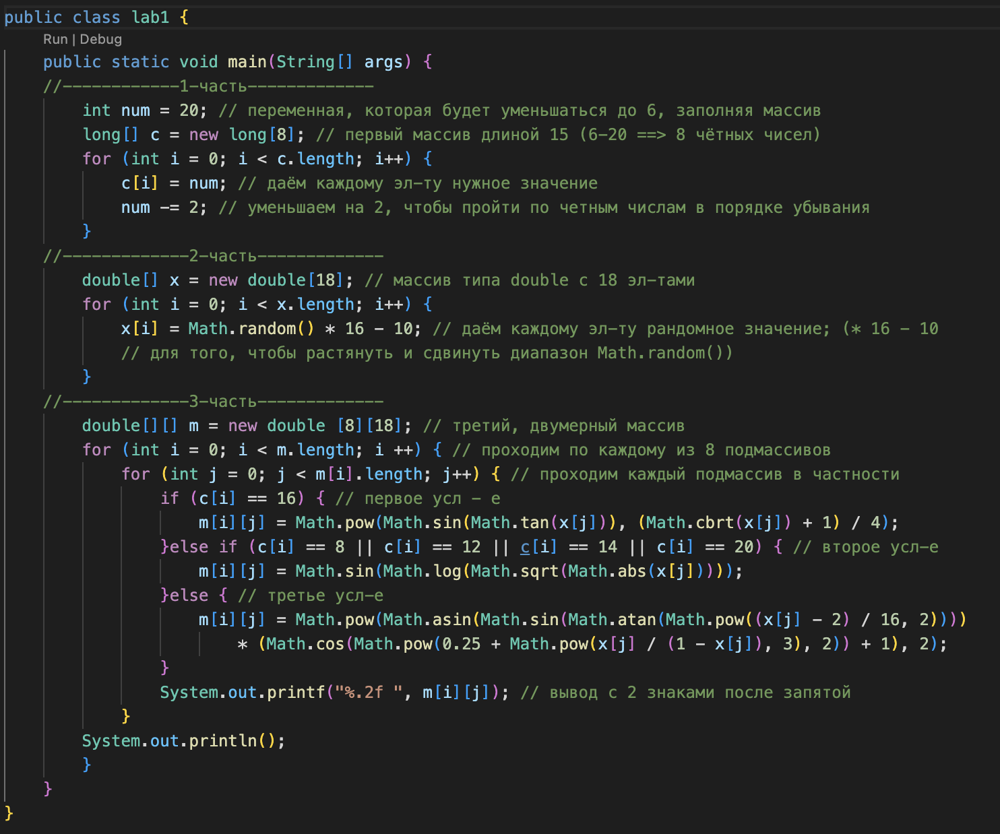 public class lab1 {
Run | Debug
public static void main(String[] args) {
//------------1-часть-------------
int num = 20; // переменная, которая будет уменьшаться до 6, заполняя массив
long[] c = new long[8]; // первый массив длиной 15 (6-20 ==> 8 чётных чисел)
for (int i = 0; i < c.length; i++) {
c[i] = num; // даём каждому эл-ту нужное значение
num -= 2; // уменьшаем на 2, чтобы пройти по четным числам в порядке убывания
}
//-------------2-часть-------------
double[] x = new double[18]; // массив типа double с 18 эл-тами
for (int i = 0; i < x.length; i++) {
x[i] = Math.random() * 16 - 10; // даём каждому эл-ту рандомное значение; (* 16 - 10
// для того, чтобы растянуть и сдвинуть диапазон Math.random())
}
//-------------3-часть-------------
double[][] m = new double [8][18]; // третий, двумерный массив
for (int i = 0; i < m.length; i ++) { // проходим по каждому из 8 подмассивов
for (int j = 0; j < m[i].length; j++) { // проходим каждый подмассив в частности
if (c[i] == 16) { // первое усл - е
m[i][j] = Math.pow(Math.sin(Math.tan(x[j])), (Math.cbrt(x[j]) + 1) / 4);
}else if (c[i] == 8 || c[i] == 12 || c[i] == 14 || c[i] == 20) { // второе усл-е
m[i][j] = Math.sin(Math.log(Math.sqrt(Math.abs(x[j]))));
}else { // третье усл-е
m[i][j] = Math.pow(Math.asin(Math.sin(Math.atan(Math.pow((x[j] - 2) / 16, 2))))
* (Math.cos(Math.pow(0.25 + Math.pow(x[j] / (1 - x[j]), 3), 2)) + 1), 2);
}
System.out.printf("%.2f ", m[i][j]); // вывод с 2 знаками после запятой
}
System.out.println();
}
}
}